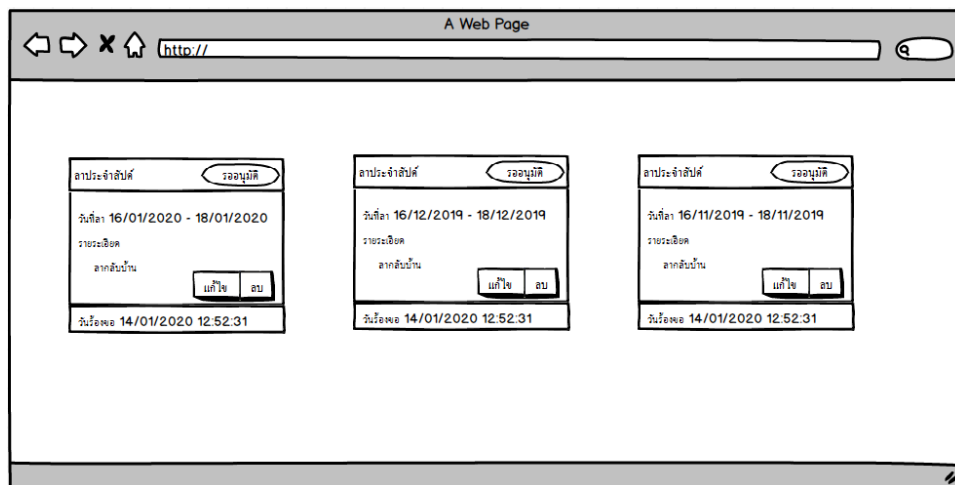 A Web Page
http://
ลาประจำสัปดิ์ รออนุมัติ
วันที่ลา 16/01/2020 - 18/01/2020
รายระเอียด
ลากลับบ้าน
แก้ไข ลบ
วันร้องขอ 14/01/2020 12:52:31
ลาประจำสัปดิ์ รออนุมัติ
วันที่ลา 16/12/2019 - 18/12/2019
รายระเอียด
ลากลับบ้าน
แก้ไข ลบ
วันร้องขอ 14/01/2020 12:52:31
ลาประจำสัปดิ์ รออนุมัติ
วันที่ลา 16/11/2019 - 18/11/2019
รายระเอียด
ลากลับบ้าน
แก้ไข ลบ
วันร้องขอ 14/01/2020 12:52:31